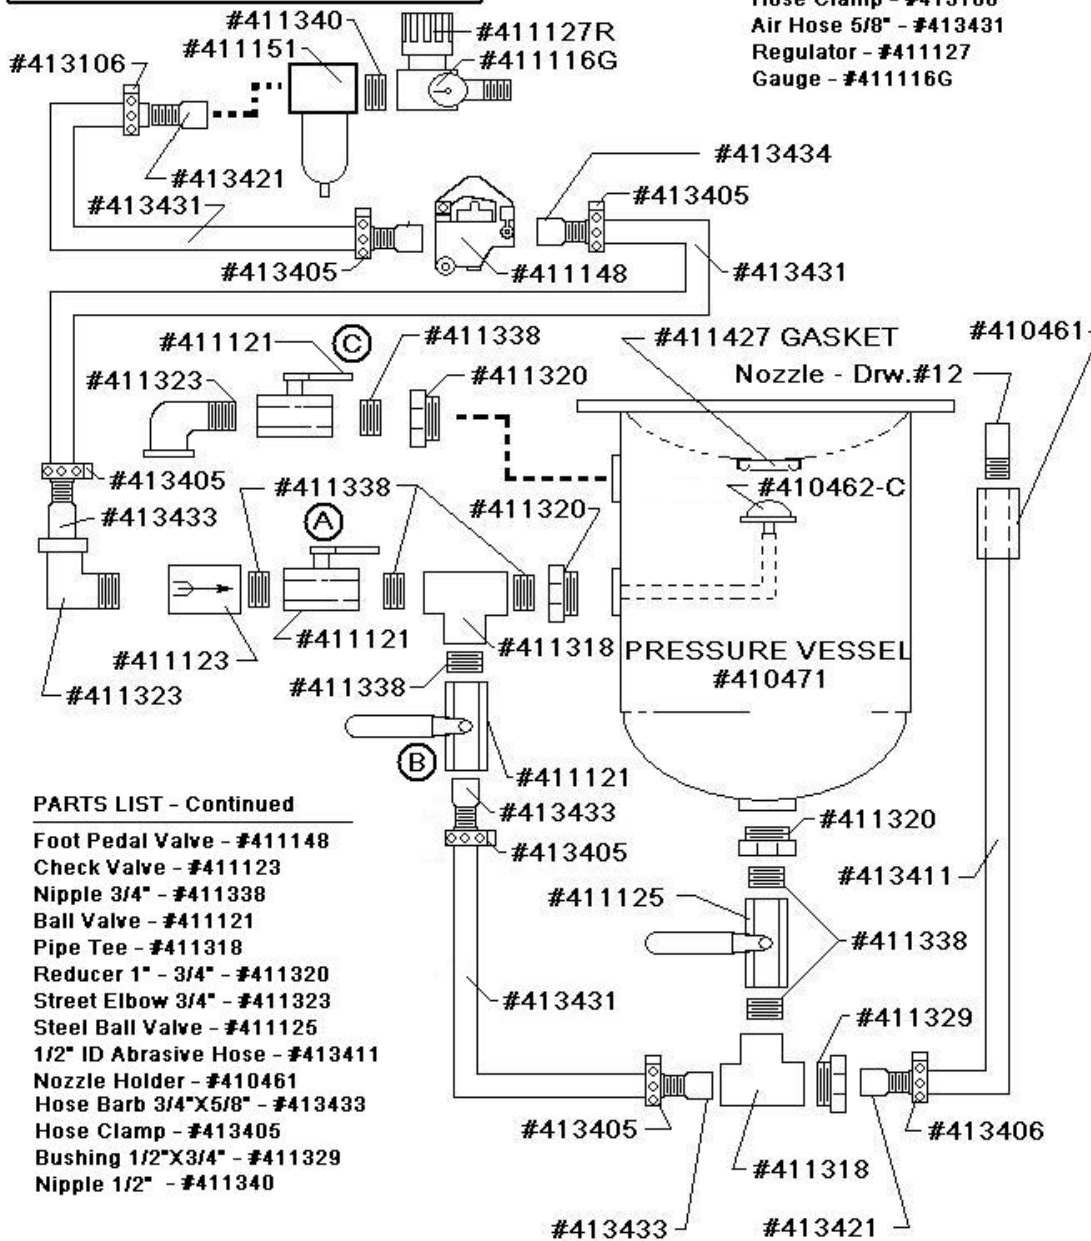 Air Hose 5/8" - #413431
Regulator - #411127
Gauge - #411116G
#411340
#411127R
#411151
#411116G
#413106
#413434
#413421
#413405
#413431
#413405
#411148
#413431
#411121
C
#411338
#411427 GASKET
#410461
#411323
#411320
Nozzle - Drw.#12
#413405
#411338
#410462-C
#413433
A
#411320
#411121
#411318
PRESSURE VESSEL
#410471
#411123
#411338
#411323
B
#411121
#413433
#411320
#413405
#411125
#413411
#411338
#413431
#411329
#413405
#413406
#411318
#413433
#413421
PARTS LIST - Continued
Foot Pedal Valve - #411148
Check Valve - #411123
Nipple 3/4" - #411338
Ball Valve - #411121
Pipe Tee - #411318
Reducer 1" - 3/4" - #411320
Street Elbow 3/4" - #411323
Steel Ball Valve - #411125
1/2" ID Abrasive Hose - #413411
Nozzle Holder - #410461
Hose Barb 3/4"X5/8" - #413433
Hose Clamp - #413405
Bushing 1/2"X3/4" - #411329
Nipple 1/2" - #411340